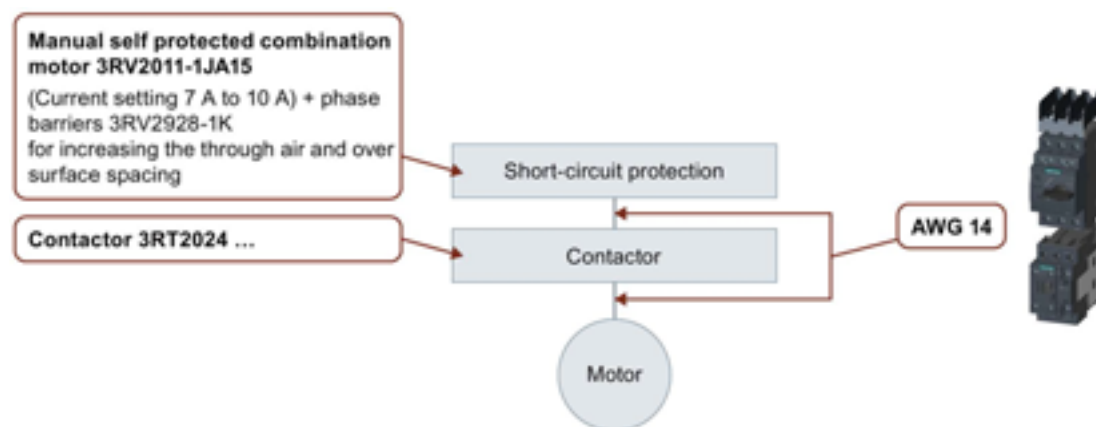 Manual self protected combination
motor 3RV2011-1JA15
(Current setting 7 A to 10 A) + phase
barriers 3RV2928-1K
for increasing the through air and over
surface spacing
Short-circuit protection
Contactor 3RT2024 ...
Contactor
AWG 14
Motor